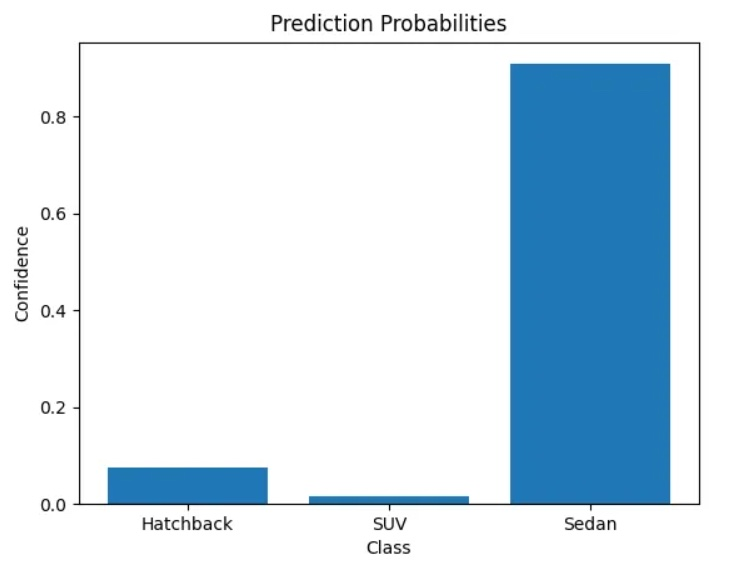 Prediction Probabilities
Confidence
0.8
0.6
0.4
0.2
0.0
Hatchback SUV Sedan
Class